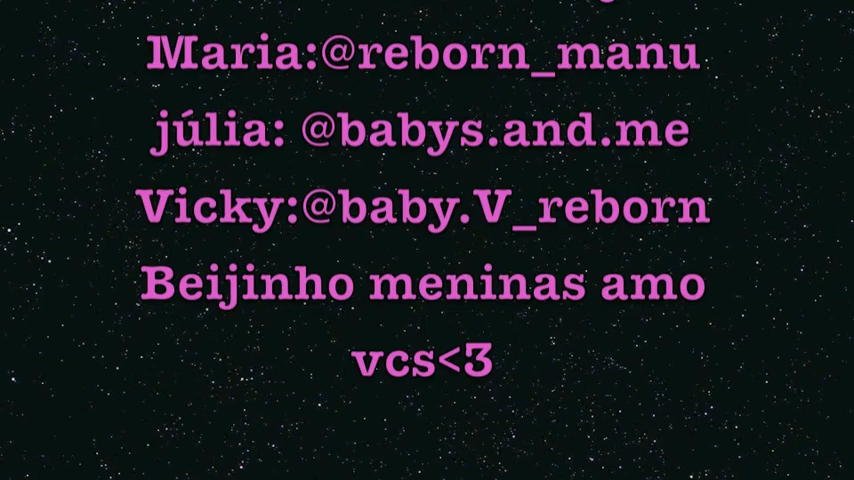 Maria:@reborn_manu
júlia: @babys.and.me
Vicky:@baby.V_reborn
Beijinho meninas amo
vcs<3